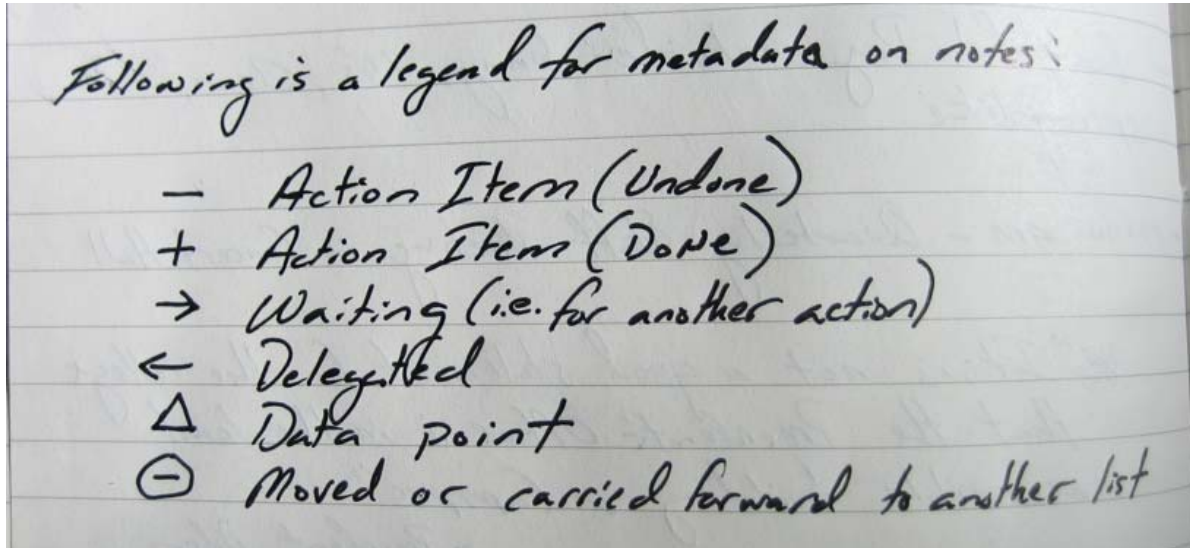 Following is a legend for metadata on notes:
— Action Item (Undone)
+ Action Item (DoNe)
→ Waiting (i.e. for another action)
← Delegated
△ Data point
⊖ Moved or carried forward to another list